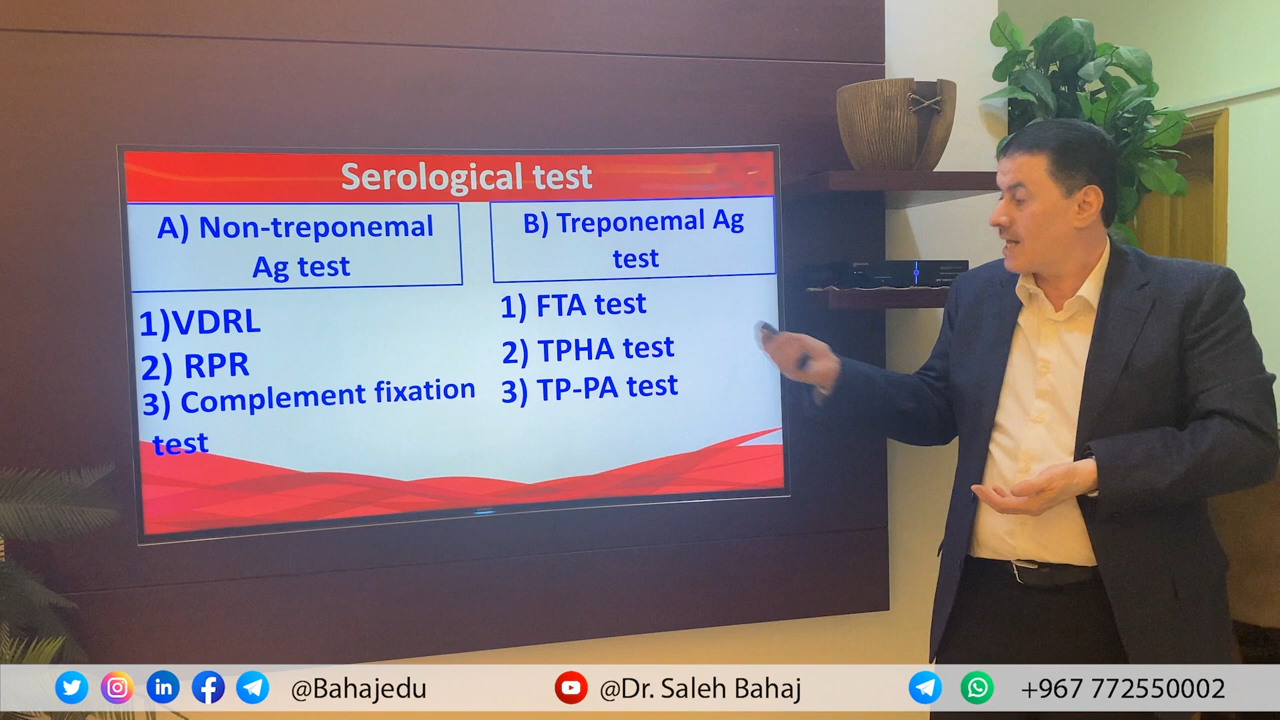 Serological test
A) Non-treponemal
Ag test
1)VDRL
2) RPR
3) Complement fixation
test
B) Treponemal Ag
test
1) FTA test
2) TPHA test
3) TP-PA test
@Bahajedu
@Dr. Saleh Bahaj
+967 772550002